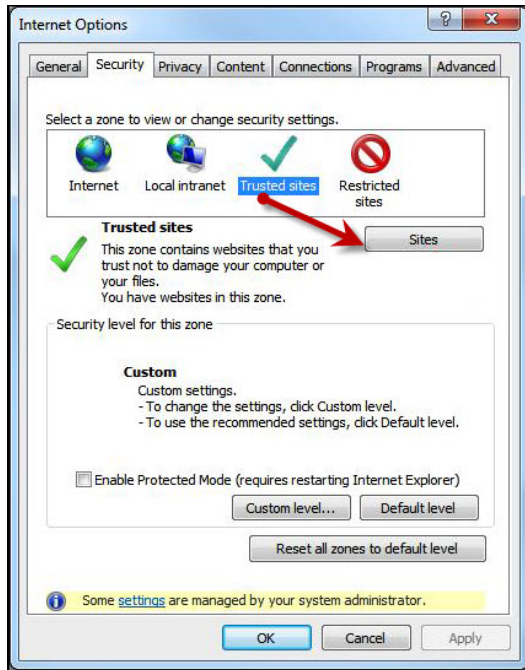 Internet Options
General Security Privacy Content Connections Programs Advanced
Select a zone to view or change security settings.
Internet Local intranet Trusted sites Restricted sites
Trusted sites
Sites
This zone contains websites that you
trust not to damage your computer or
your files.
You have websites in this zone.
Security level for this zone
Custom
Custom settings.
- To change the settings, click Custom level.
- To use the recommended settings, click Default level.
Enable Protected Mode (requires restarting Internet Explorer)
Custom level... Default level
Reset all zones to default level
Some settings are managed by your system administrator.
OK Cancel Apply